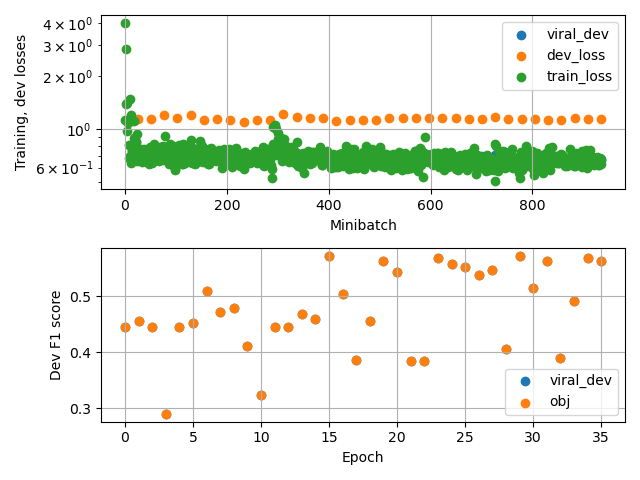 4 × 10⁰
3 × 10⁰
2 × 10⁰
10⁰
6 × 10⁻¹
Training, dev losses
viral_dev
dev_loss
train_loss
0 200 400 600 800
Minibatch
0.5
0.4
0.3
Dev F1 score
viral_dev
obj
0 5 10 15 20 25 30 35
Epoch